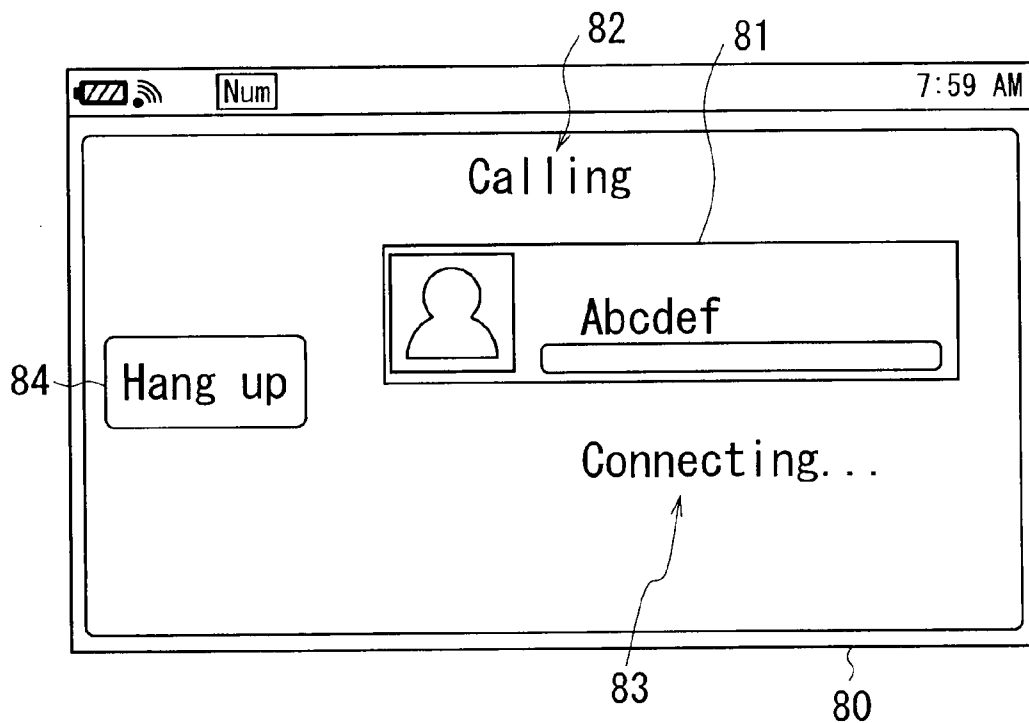 82
81
Num
7:59 AM
Calling
Abcdef
84
Hang up
Connecting...
83
80